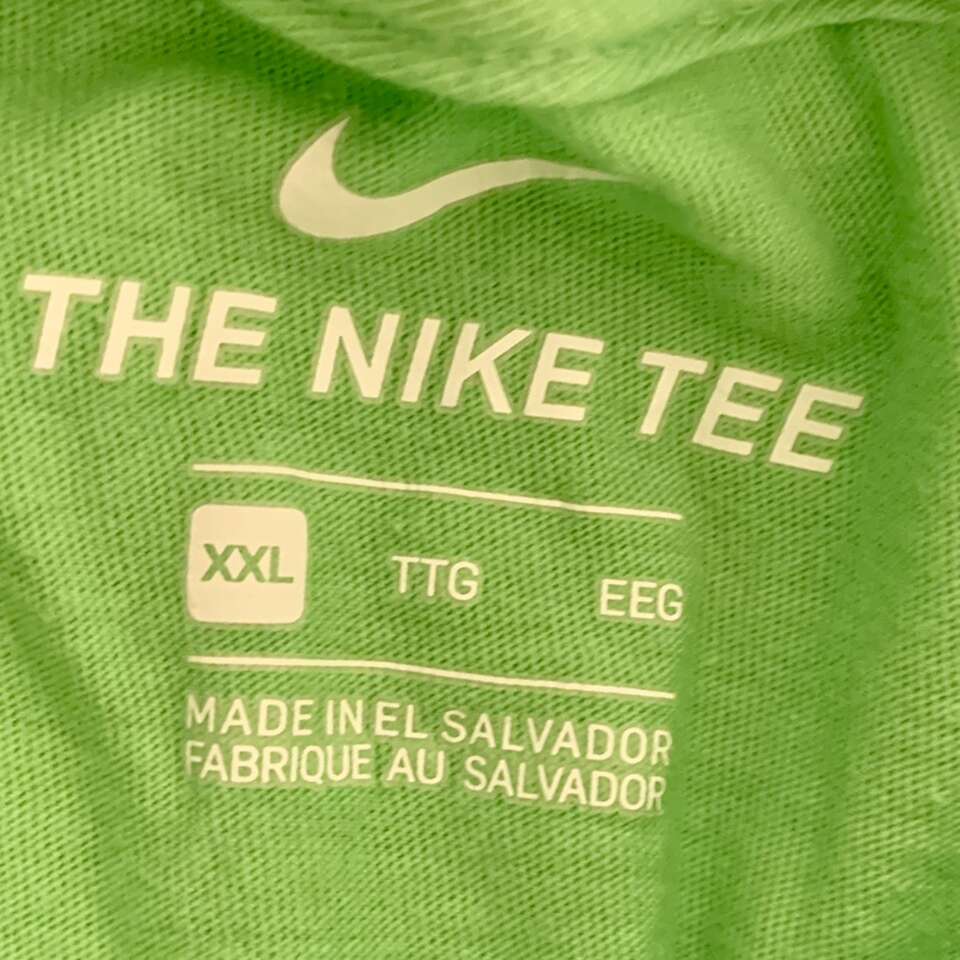 THE NIKE TEE
XXL TTG EEG
MADE IN EL SALVADOR
FABRIQUE AU SALVADOR